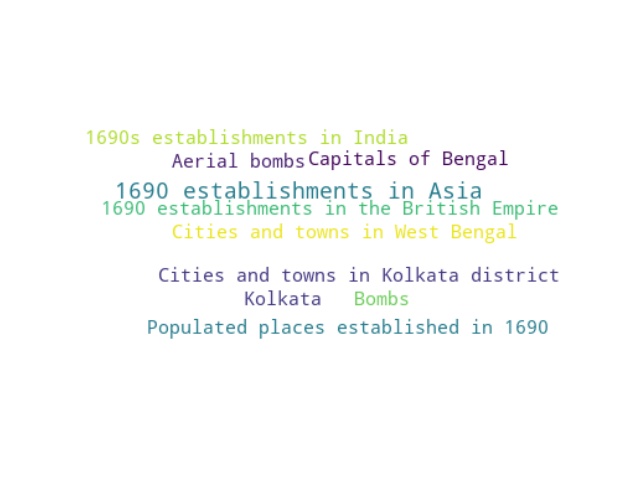 1690s establishments in India
Aerial bombs Capitals of Bengal
1690 establishments in Asia
1690 establishments in the British Empire
Cities and towns in West Bengal
Cities and towns in Kolkata district
Kolkata Bombs
Populated places established in 1690